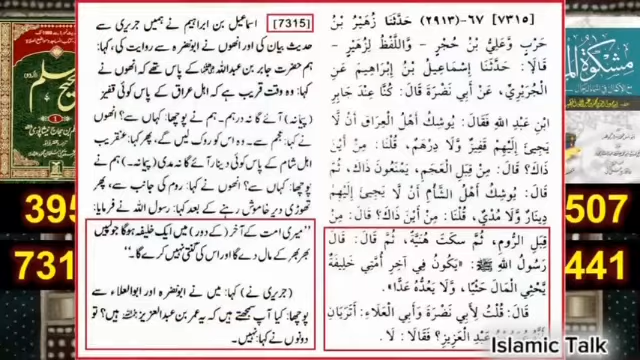 [7315]
اسماعیل بن ابراہیم نے ہمیں جریری سے
حدیث بیان کی اور انھوں نے ابونضرہ سے روایت کی، کہا:
ہم حضرت جابر بن عبداللہ کے پاس تھے کہ انھوں نے
کہا: وہ وقت قریب ہے کہ اہل عراق کے پاس کوئی قفیز
(پیمانہ) آئے گا نہ درہم۔ ہم نے پوچھا: کہاں سے؟ انھوں
نے کہا: عجم سے۔ وہ اس کو روک لیں گے، پھر کہا: عنقریب
اہل شام کے پاس کوئی دینار آئے گا نہ مدی (پیمانہ)۔ ہم نے
پوچھا: کہاں سے؟ انھوں نے کہا: روم کی جانب سے، پھر
تھوڑی دیر خاموش رہنے کے بعد کہا: رسول اللہ نے فرمایا:
"میری امت کے آخر (کے دور) میں ایک خلیفہ ہوگا جو لپیں
بھر بھر کے مال دے گا اور اس کی گنتی نہیں کرے گا۔"
(جریری نے) کہا: میں نے ابونضرہ اور ابوالعلاء سے
پوچھا: کیا آپ سمجھتے ہیں کہ یہ عمر بن عبدالعزیز ہیں؟ تو
دونوں نے کہا: نہیں۔
[٧٣١٥] ٦٧-(٢٩١٣) حَدَّثَنَا زُهَيْرُ بْنُ
حَرْبٍ وَعَلِيُّ بْنُ حُجْرٍ - وَاللَّفْظُ لِزُهَيْرٍ -
قَالَا: حَدَّثَنَا إِسْمَاعِيلُ بْنُ إِبْرَاهِيمَ عَنِ
الْجُرَيْرِيِّ، عَنْ أَبِي نَضْرَةَ قَالَ: كُنَّا عِنْدَ جَابِرِ
ابْنِ عَبْدِ اللهِ فَقَالَ: يُوشِكُ أَهْلُ الْعِرَاقِ أَنْ لَا
يَجِيءَ إِلَيْهِمْ قَفِيزٌ وَلَا دِرْهَمٌ، قُلْنَا: مِنْ أَيْنَ
ذَاكَ؟ قَالَ: مِنْ قِبَلِ الْعَجَمِ، يَمْنَعُونَ ذَاكَ، ثُمَّ
قَالَ: يُوشِكُ أَهْلُ الشَّأْمِ أَنْ لَا يَجِيءَ إِلَيْهِمْ
دِينَارٌ وَلَا مُدْيٌ، قُلْنَا: مِنْ أَيْنَ ذَاكَ؟ قَالَ: مِنْ
قِبَلِ الرُّومِ، ثُمَّ سَكَتَ هُنَيَّةً، ثُمَّ قَالَ: قَالَ
رَسُولُ اللهِ ﷺ: «يَكُونُ فِي آخِرِ أُمَّتِي خَلِيفَةٌ
يَحْثِي الْمَالَ حَثْيًا، وَلَا يَعُدُّهُ عَدًّا».
قَالَ: قُلْتُ لِأَبِي نَضْرَةَ وَأَبِي الْعَلَاءِ: أَتَرَيَانِ
أَنَّهُ عُمَرُ بْنُ عَبْدِ الْعَزِيزِ؟ فَقَالَا: لَا.
395
731
507
441
مشکوٰۃ
مسلم
Islamic Talk